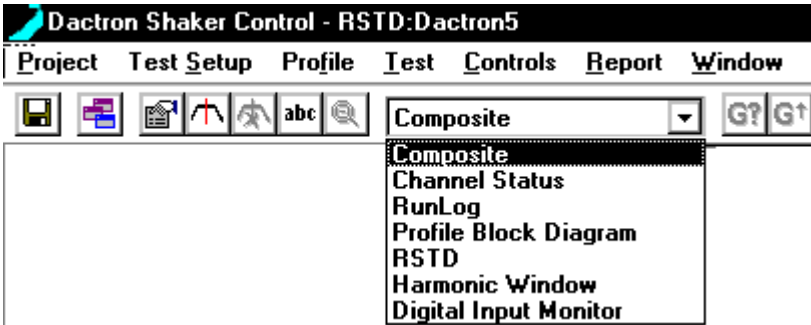 Dactron Shaker Control - RSTD:Dactron5
Project Test Setup Profile Test Controls Report Window
abc Composite G? G↑
Composite
Channel Status
RunLog
Profile Block Diagram
RSTD
Harmonic Window
Digital Input Monitor